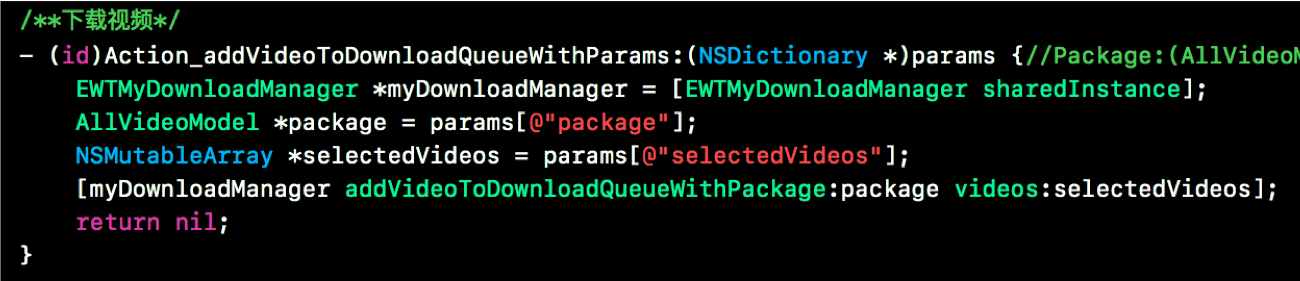 /**下载视频*/
- (id)Action_addVideoToDownloadQueueWithParams:(NSDictionary *)params {//Package:(AllVideoM
    EWTMyDownloadManager *myDownloadManager = [EWTMyDownloadManager sharedInstance];
    AllVideoModel *package = params[@"package"];
    NSMutableArray *selectedVideos = params[@"selectedVideos"];
    [myDownloadManager addVideoToDownloadQueueWithPackage:package videos:selectedVideos];
    return nil;
}